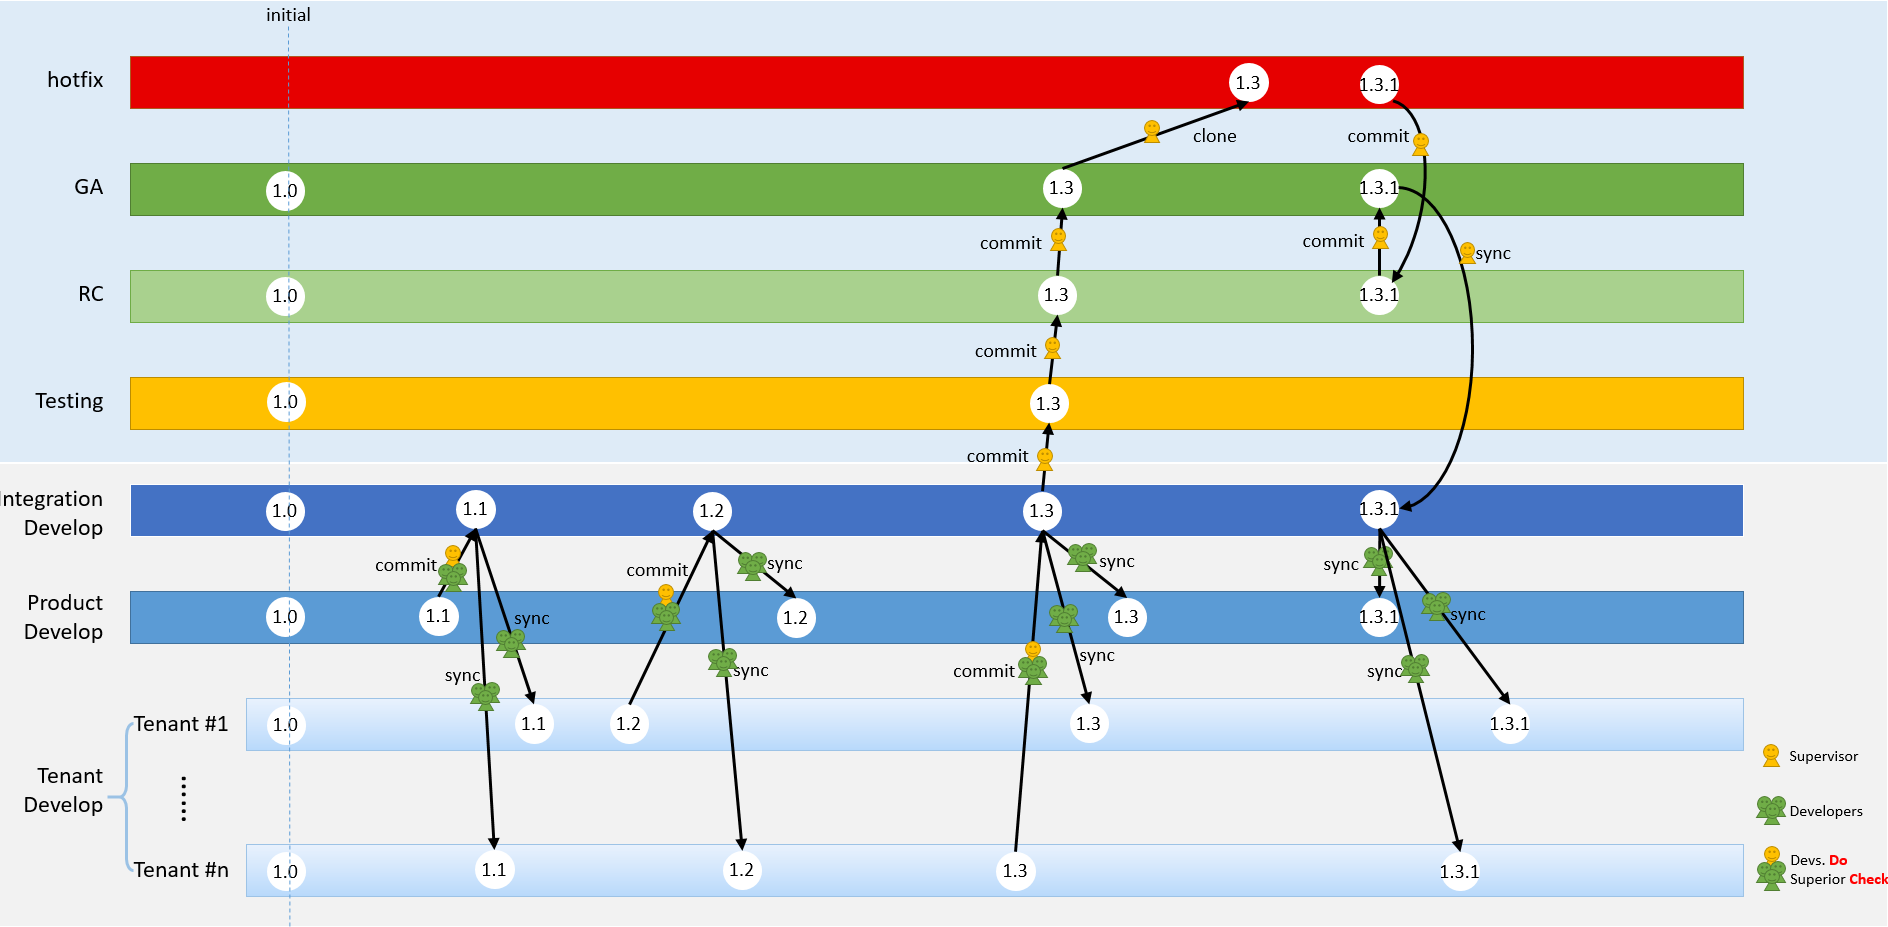 initial
hotfix
1.3
1.3.1
clone
commit
GA
1.0
1.3
1.3.1
commit
commit
sync
RC
1.0
1.3
1.3.1
commit
Testing
1.0
1.3
commit
Integration
Develop
1.0
1.1
1.2
1.3
1.3.1
commit
commit
sync
sync
sync
Product
Develop
1.0
1.1
1.2
1.3
1.3.1
sync
sync
sync
sync
commit
sync
sync
Tenant #1
1.0
1.1
1.2
1.3
1.3.1
Tenant
Develop
Tenant #n
1.0
1.1
1.2
1.3
1.3.1
Supervisor
Developers
Devs. Do
Superior Check